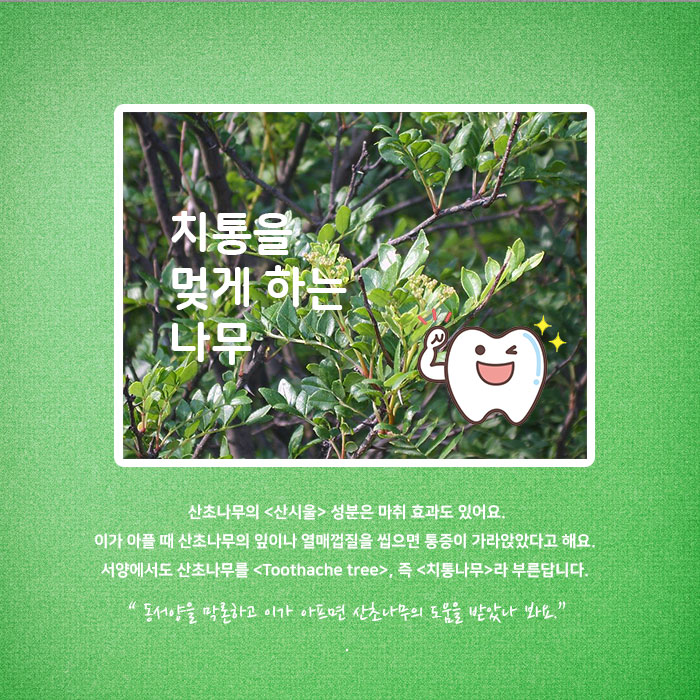 치통을
멎게 하는
나무
산초나무의 <산시올> 성분은 마취 효과도 있어요.
이가 아플 때 산초나무의 잎이나 열매껍질을 씹으면 통증이 가라앉았다고 해요.
서양에서도 산초나무를 <Toothache tree>, 즉 <치통나무>라 부른답니다.
“ 동서양을 막론하고 이가 아프면 산초나무의 도움을 받았나 봐요.”